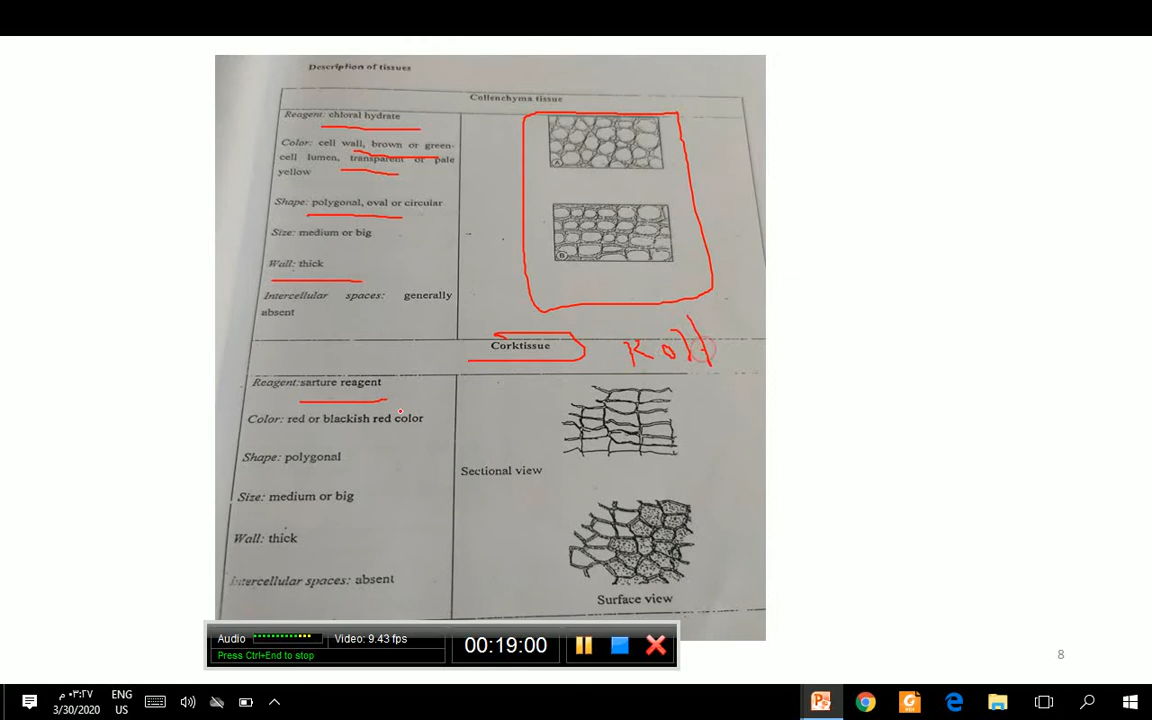 Description of tissues
Collenchyma tissue
Reagent: chloral hydrate
Color: cell wall, brown or green-
cell lumen, transparent or pale
yellow
Shape: polygonal, oval or circular
Size: medium or big
Wall: thick
Intercellular spaces: generally
absent
A
B
Corktissue
Reagent:sarture reagent
Color: red or blackish red color
Shape: polygonal
Size: medium or big
Wall: thick
Intercellular spaces: absent
Sectional view
Surface view
Audio
Video: 9.43 fps
Press Ctrl+End to stop
00:19:00
8
٠٣:٢٧ م
3/30/2020
ENG
US